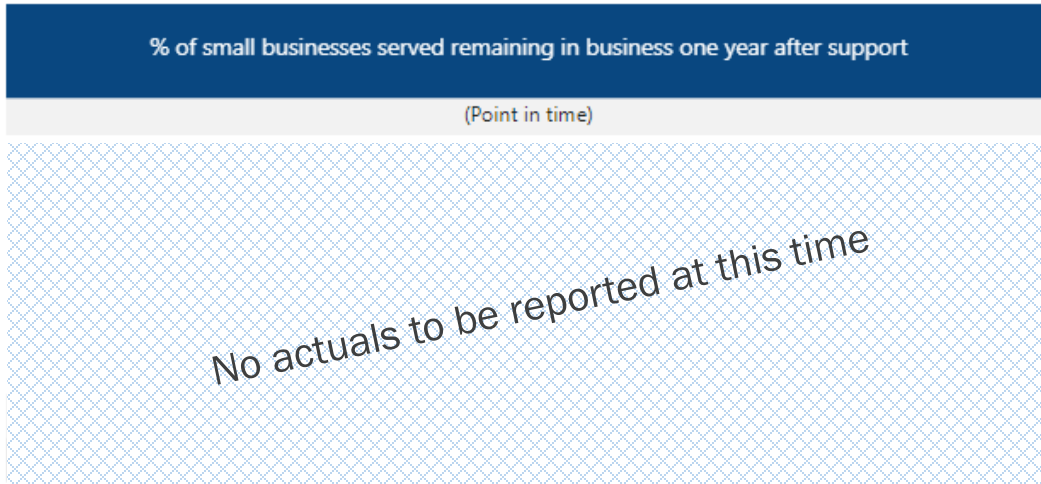 % of small businesses served remaining in business one year after support
(Point in time)
No actuals to be reported at this time